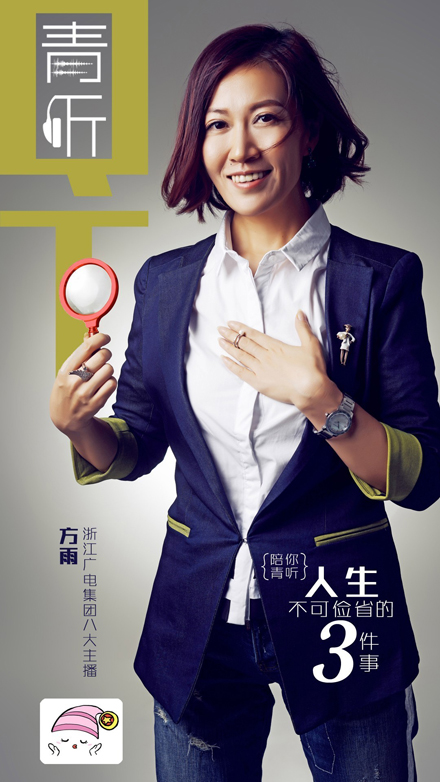 青听
方雨
浙江广电集团八大主播
{陪你
青听}
人生
不可俭省的
3件
事